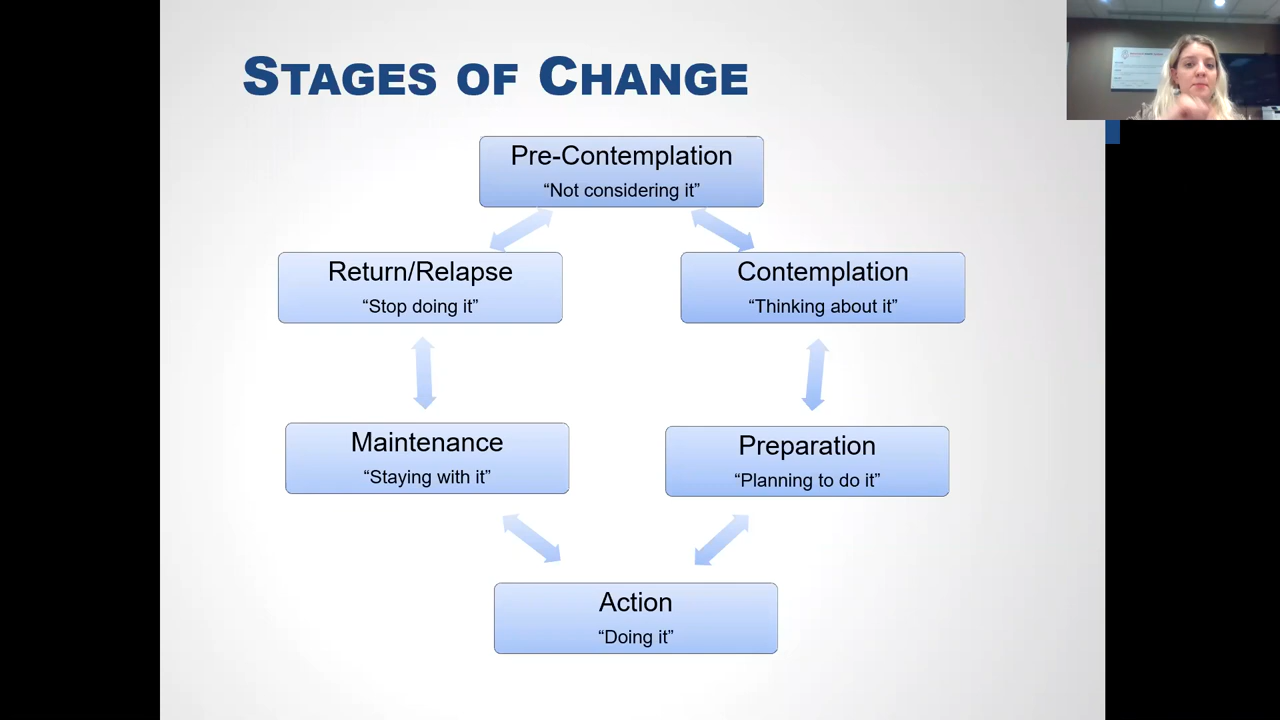 STAGES OF CHANGE
Pre-Contemplation
“Not considering it”
Return/Relapse
“Stop doing it”
Contemplation
“Thinking about it”
Maintenance
“Staying with it”
Preparation
“Planning to do it”
Action
“Doing it”